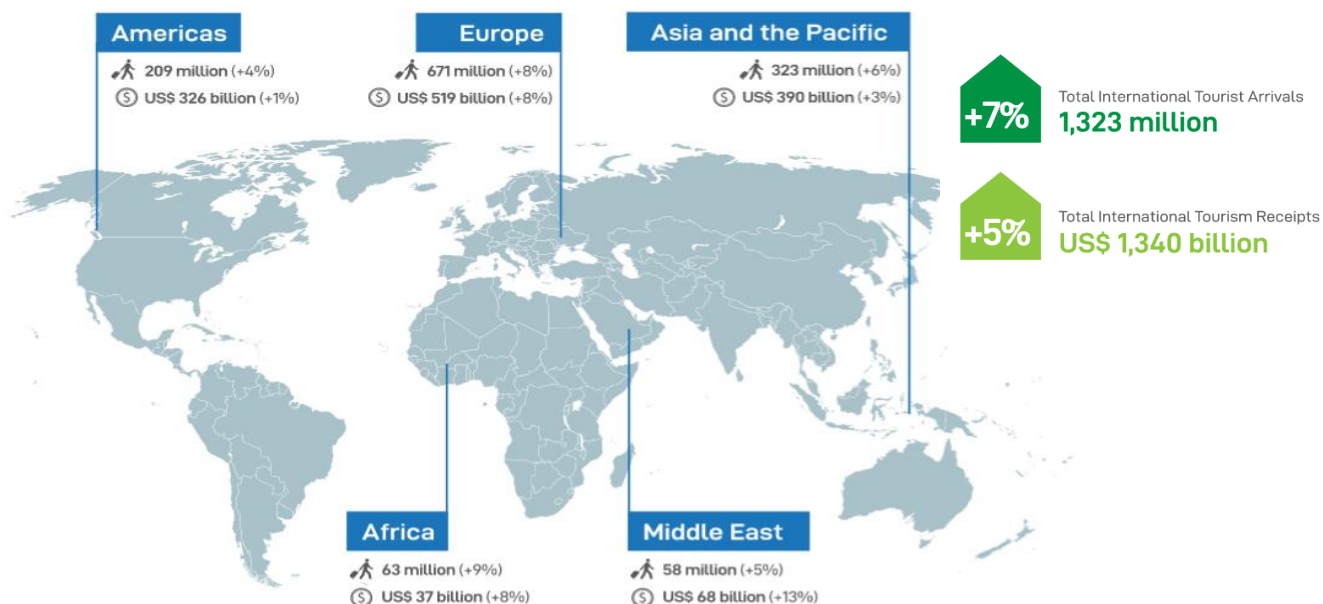 Americas
209 million (+4%)
US$ 326 billion (+1%)
Europe
671 million (+8%)
US$ 519 billion (+8%)
Asia and the Pacific
323 million (+6%)
US$ 390 billion (+3%)
+7%
Total International Tourist Arrivals
1,323 million
+5%
Total International Tourism Receipts
US$ 1,340 billion
Africa
63 million (+9%)
US$ 37 billion (+8%)
Middle East
58 million (+5%)
US$ 68 billion (+13%)